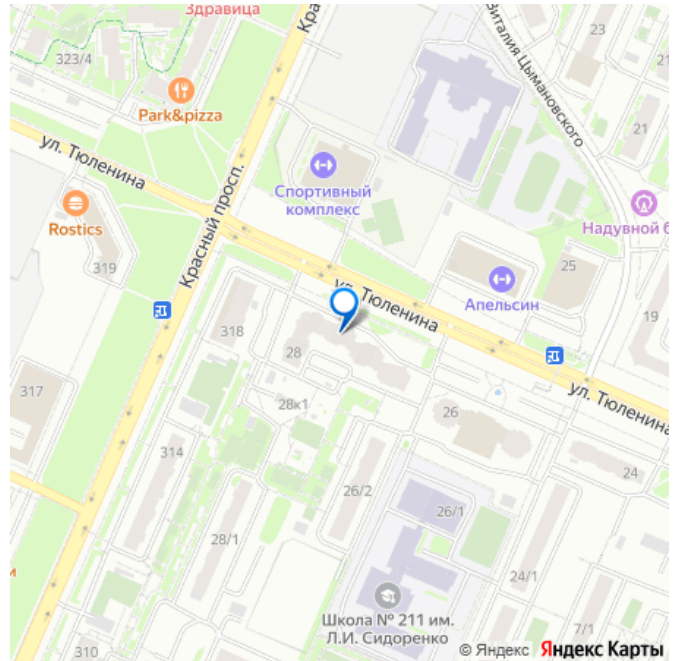 Здравица
323/4
Park&pizza
ул. Тюленина
Красный просп.
Кра
Виталия Цымановского
23
21
21
Спортивный
комплекс
Rostics
319
Надувной б
25
Апельсин
19
ул. Тюленина
318
28
317
28к1
26
ул. Тюленина
314
24
26/2
26/1
28/1
24/1
Школа № 211 им.
Л.И. Сидоренко
7/1
310
и
© Яндекс Яндекс Карты